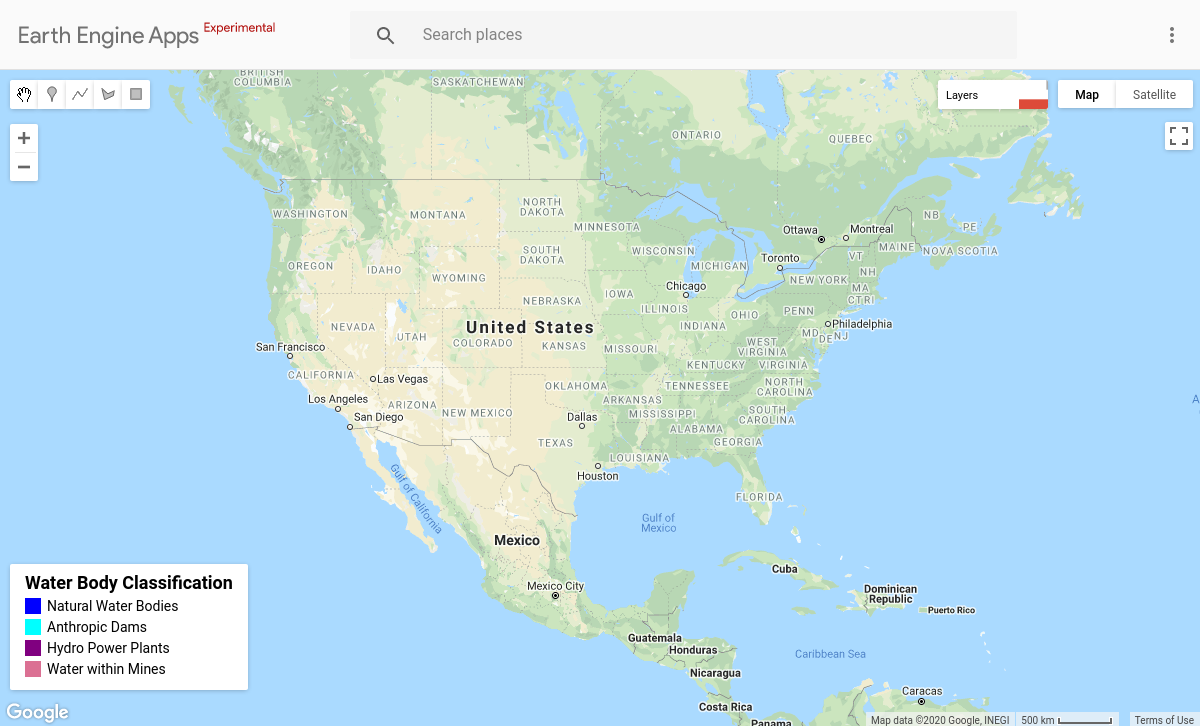 Earth Engine Apps Experimental
Search places
Layers
Map
Satellite
BRITISH
COLUMBIA
SASKATCHEWAN
ONTARIO
QUEBEC
WASHINGTON
MONTANA
NORTH
DAKOTA
MINNESOTA
NB
PE
Ottawa
Montreal
MAINE
NOVA SCOTIA
OREGON
IDAHO
SOUTH
DAKOTA
WISCONSIN
MICHIGAN
Toronto
VT
NH
WYOMING
NEW YORK
MA
CT
RI
Chicago
NEBRASKA
IOWA
ILLINOIS
INDIANA
OHIO
PENN
NEVADA
UTAH
United States
COLORADO
KANSAS
MISSOURI
WEST
VIRGINIA
MD
DE
NJ
Philadelphia
San Francisco
CALIFORNIA
Las Vegas
KENTUCKY
VIRGINIA
OKLAHOMA
TENNESSEE
NORTH
CAROLINA
Los Angeles
San Diego
ARIZONA
NEW MEXICO
ARKANSAS
MISSISSIPPI
Dallas
SOUTH
CAROLINA
ALABAMA
GEORGIA
TEXAS
LOUISIANA
Houston
Gulf of California
FLORIDA
Gulf of
Mexico
Mexico
Mexico City
Cuba
Dominican
Republic
Puerto Rico
Guatemala
Honduras
Nicaragua
Caribbean Sea
Costa Rica
Panama
Caracas
Water Body Classification
Natural Water Bodies
Anthropic Dams
Hydro Power Plants
Water within Mines
Google
Map data ©2020 Google, INEGI
500 km
Terms of Use